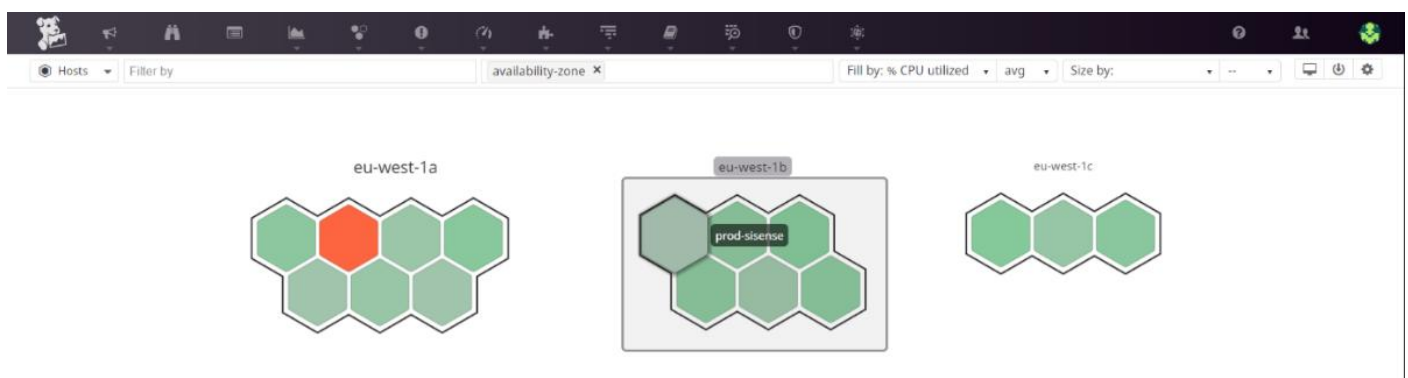 Hosts Filter by availability-zone × Fill by: % CPU utilized avg Size by: --
eu-west-1a eu-west-1b eu-west-1c
prod-sisense